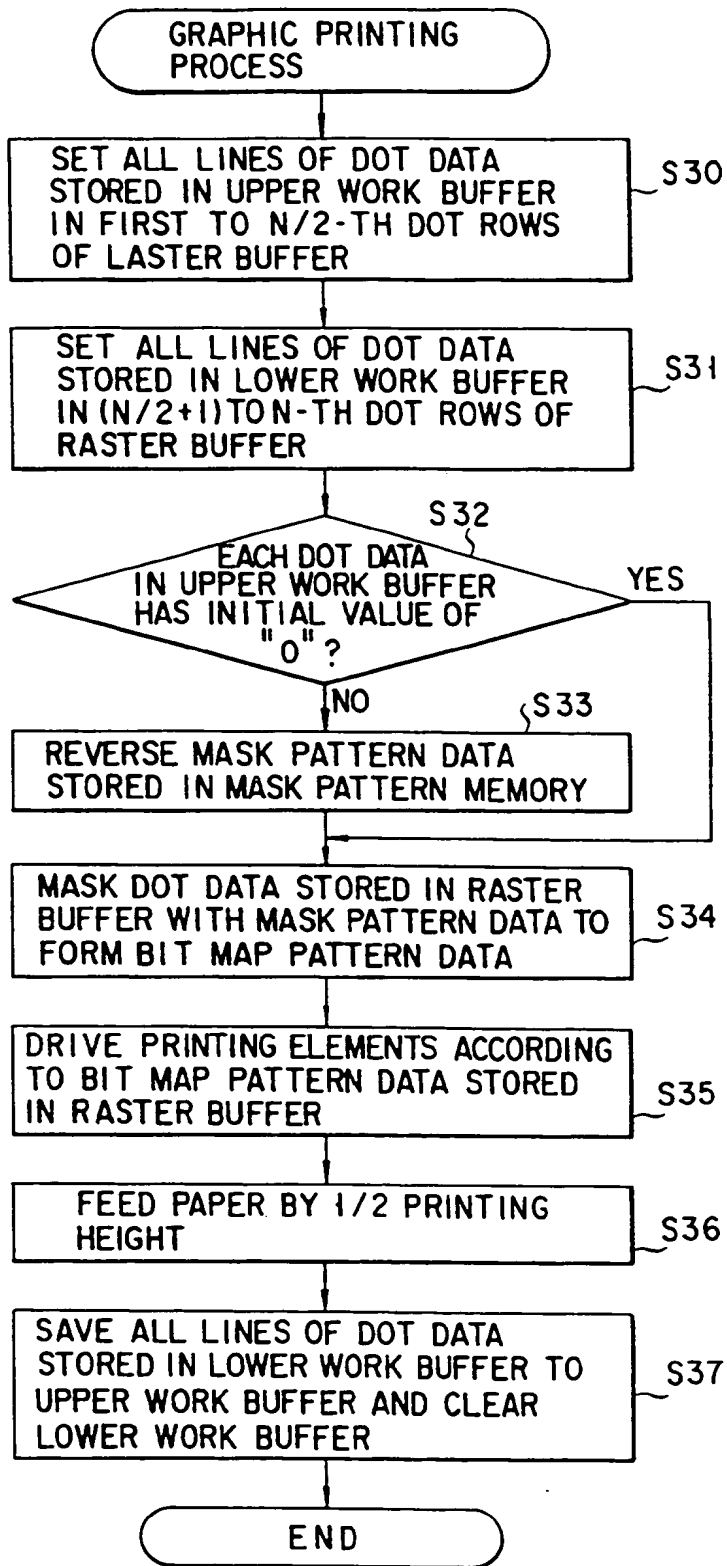 GRAPHIC PRINTING
PROCESS
SET ALL LINES OF DOT DATA
STORED IN UPPER WORK BUFFER
IN FIRST TO N/2-TH DOT ROWS
OF LASTER BUFFER
S30
SET ALL LINES OF DOT DATA
STORED IN LOWER WORK BUFFER
IN (N/2+1) TO N-TH DOT ROWS OF
RASTER BUFFER
S31
S32
EACH DOT DATA
IN UPPER WORK BUFFER
HAS INITIAL VALUE OF
"0" ?
YES
NO
S33
REVERSE MASK PATTERN DATA
STORED IN MASK PATTERN MEMORY
MASK DOT DATA STORED IN RASTER
BUFFER WITH MASK PATTERN DATA TO
FORM BIT MAP PATTERN DATA
S34
DRIVE PRINTING ELEMENTS ACCORDING
TO BIT MAP PATTERN DATA STORED
IN RASTER BUFFER
S35
FEED PAPER BY 1/2 PRINTING
HEIGHT
S36
SAVE ALL LINES OF DOT DATA
STORED IN LOWER WORK BUFFER TO
UPPER WORK BUFFER AND CLEAR
LOWER WORK BUFFER
S37
END